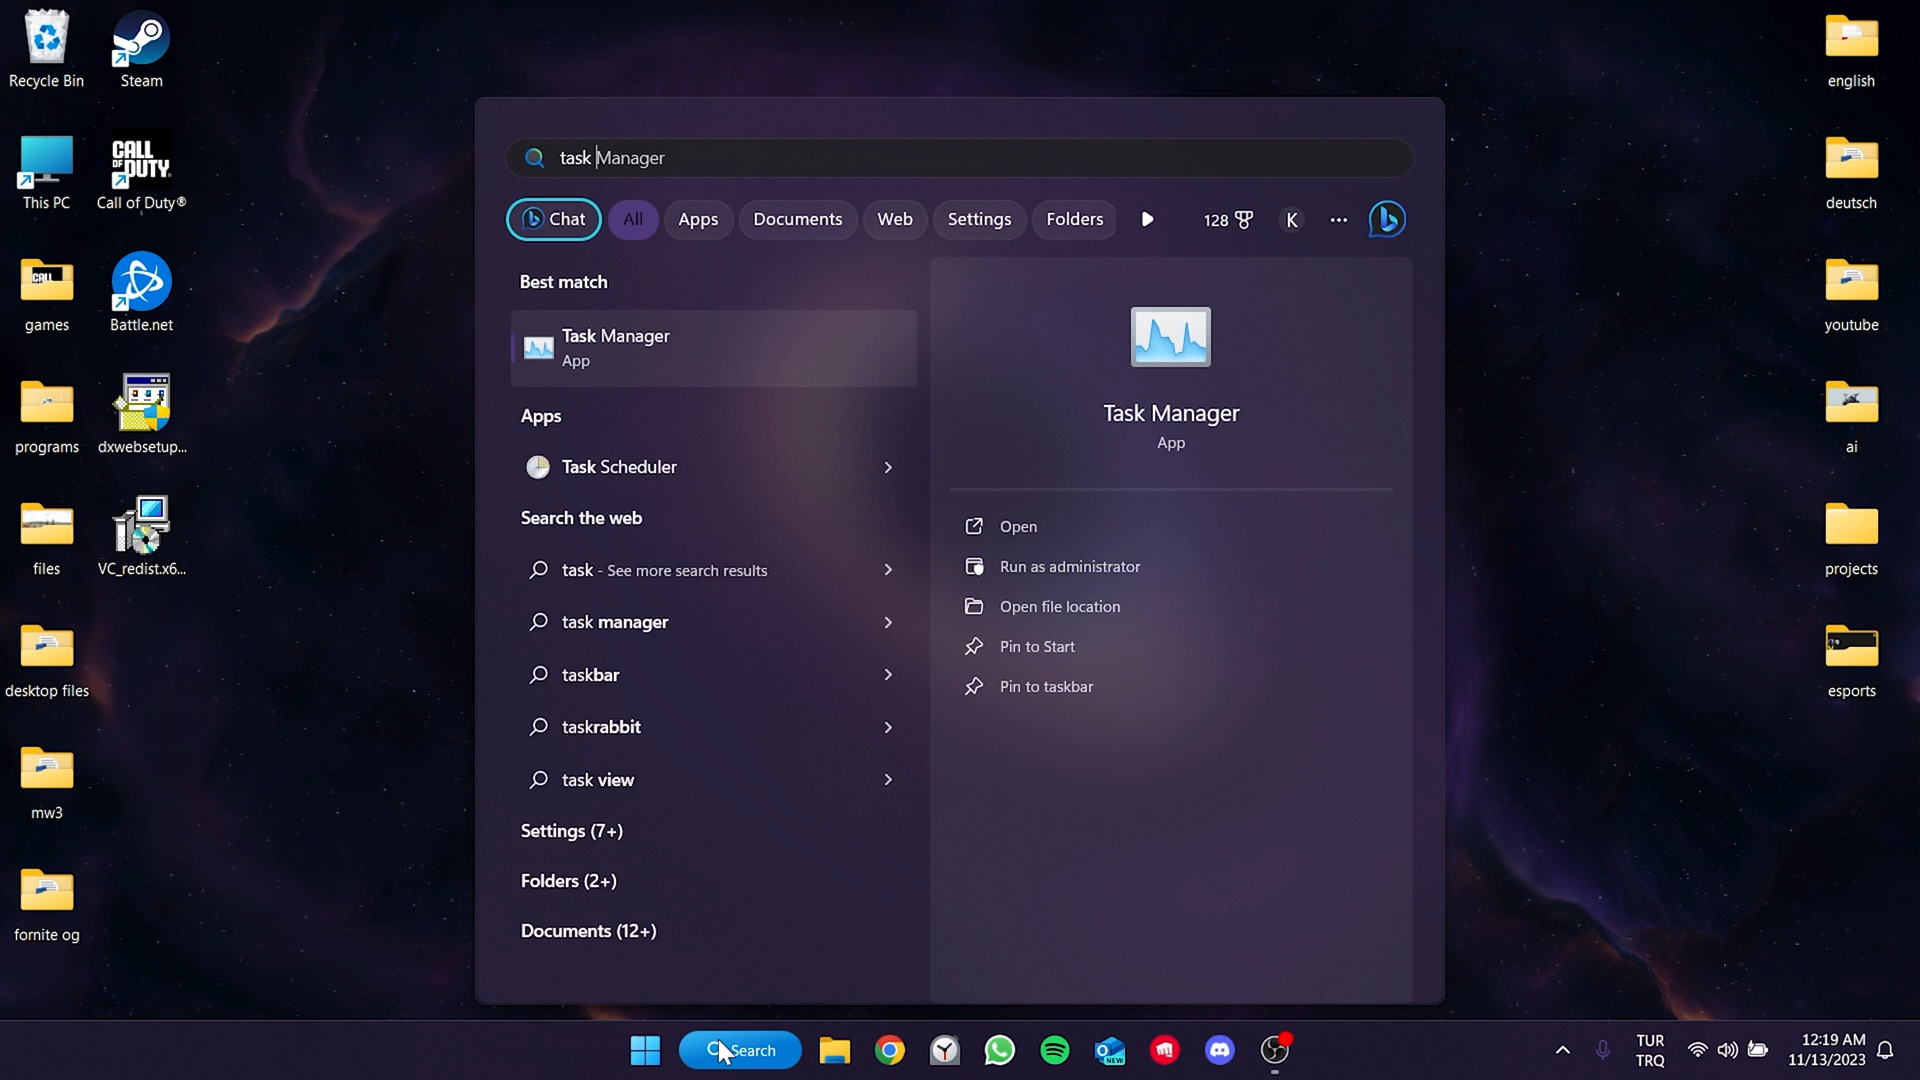 Recycle Bin
Steam
This PC
CALL OF DUTY
Call of Duty®
games
Battle.net
programs
dxwebsetup...
files
VC_redist.x6...
desktop files
mw3
fornite og
task Manager
Chat
All
Apps
Documents
Web
Settings
Folders
128
K
Best match
Task Manager
App
Apps
Task Scheduler
Search the web
task - See more search results
task manager
taskbar
taskrabbit
task view
Settings (7+)
Folders (2+)
Documents (12+)
Task Manager
App
Open
Run as administrator
Open file location
Pin to Start
Pin to taskbar
english
deutsch
youtube
ai
projects
esports
Search
NEW
TUR
TRQ
12:19 AM
11/13/2023